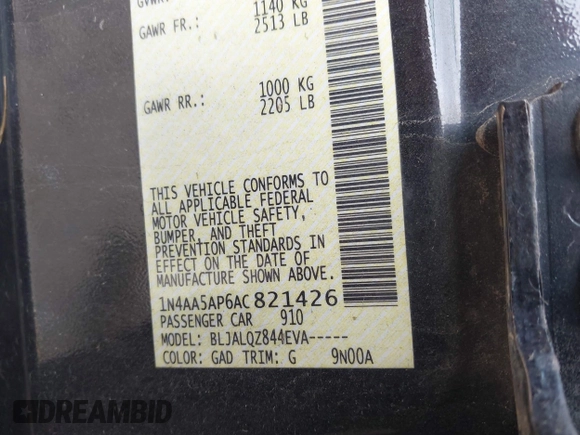 GVWR:
1140 KG
GAWR FR.: 2513 LB
1000 KG
GAWR RR.: 2205 LB
THIS VEHICLE CONFORMS TO
ALL APPLICABLE FEDERAL
MOTOR VEHICLE SAFETY,
BUMPER, AND THEFT
PREVENTION STANDARDS IN
EFFECT ON THE DATE OF
MANUFACTURE SHOWN ABOVE.
1N4AA5AP6AC821426
PASSENGER CAR 910
MODEL: BLJALQZ844EVA-----
COLOR: GAD TRIM: G 9N00A
DREAMBID